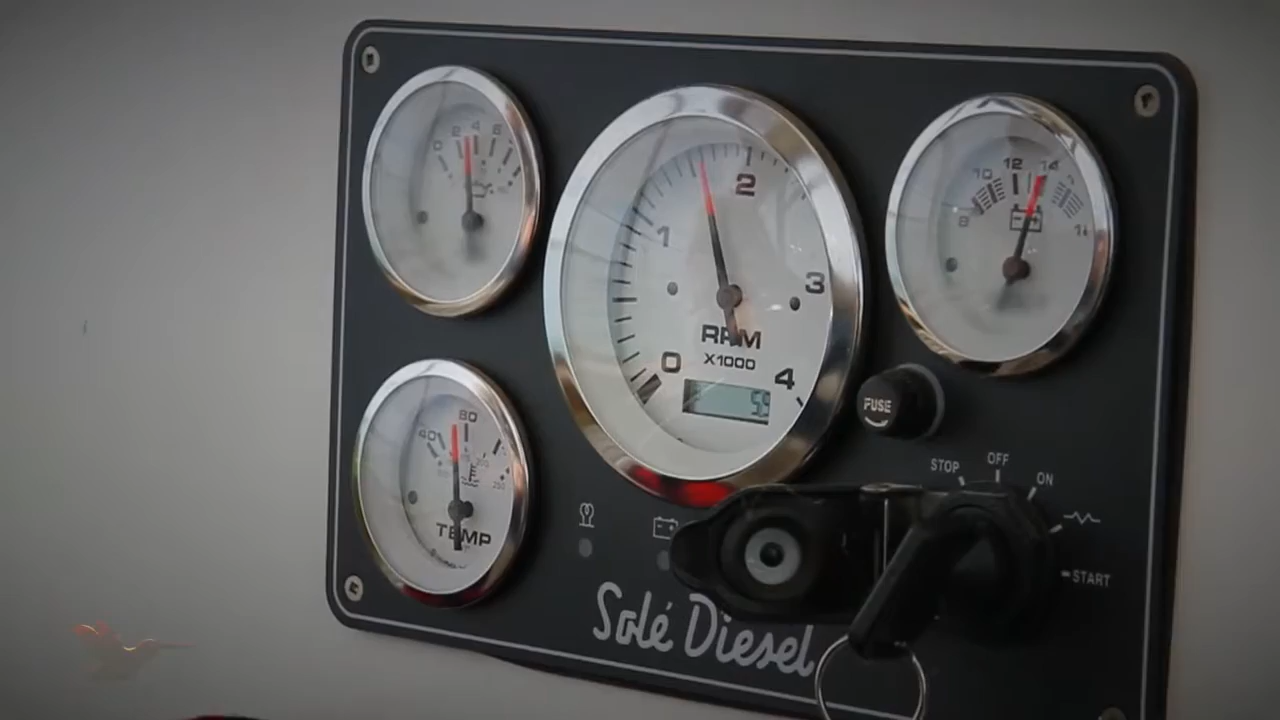 0 2 4 6
1
2
3
RPM
X1000
0
4
10 12 14
8
40 80
TEMP
FUSE
STOP OFF ON
START
Solé Diesel